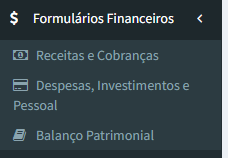 Formulários Financeiros
Receitas e Cobranças
Despesas, Investimentos e
Pessoal
Balanço Patrimonial